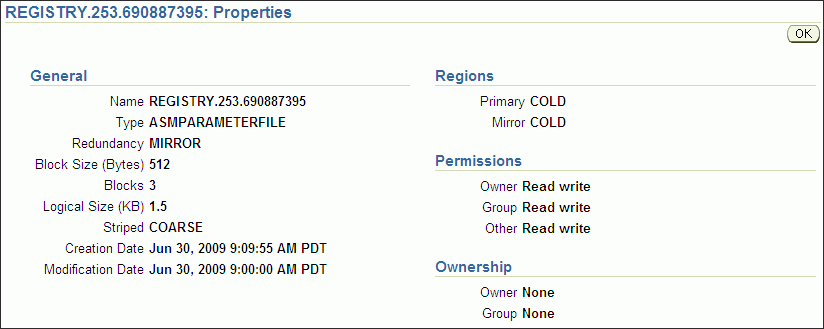 REGISTRY.253.690887395: Properties
OK
General
Name REGISTRY.253.690887395
Type ASMPARAMETERFILE
Redundancy MIRROR
Block Size (Bytes) 512
Blocks 3
Logical Size (KB) 1.5
Striped COARSE
Creation Date Jun 30, 2009 9:09:55 AM PDT
Modification Date Jun 30, 2009 9:00:00 AM PDT
Regions
Primary COLD
Mirror COLD
Permissions
Owner Read write
Group Read write
Other Read write
Ownership
Owner None
Group None